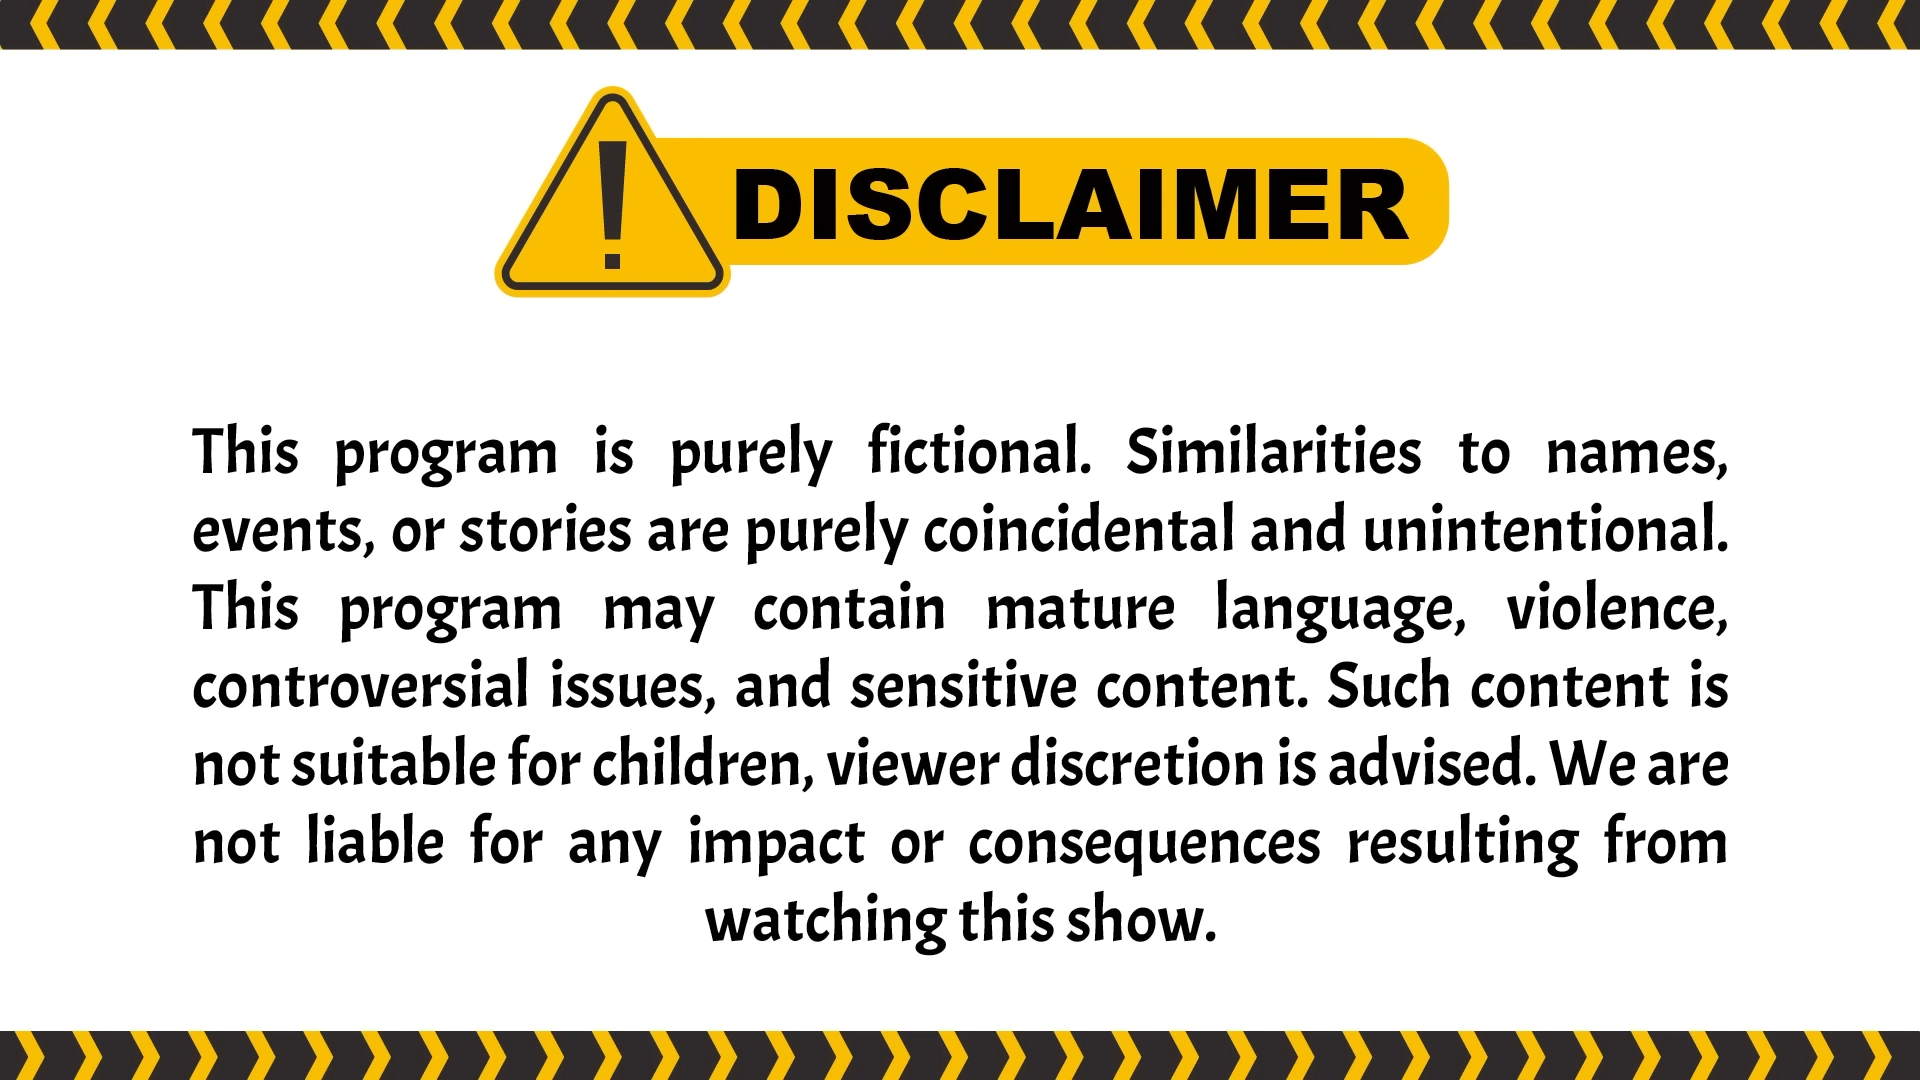 DISCLAIMER
This program is purely fictional. Similarities to names,
events, or stories are purely coincidental and unintentional.
This program may contain mature language, violence,
controversial issues, and sensitive content. Such content is
not suitable for children, viewer discretion is advised. We are
not liable for any impact or consequences resulting from
watching this show.